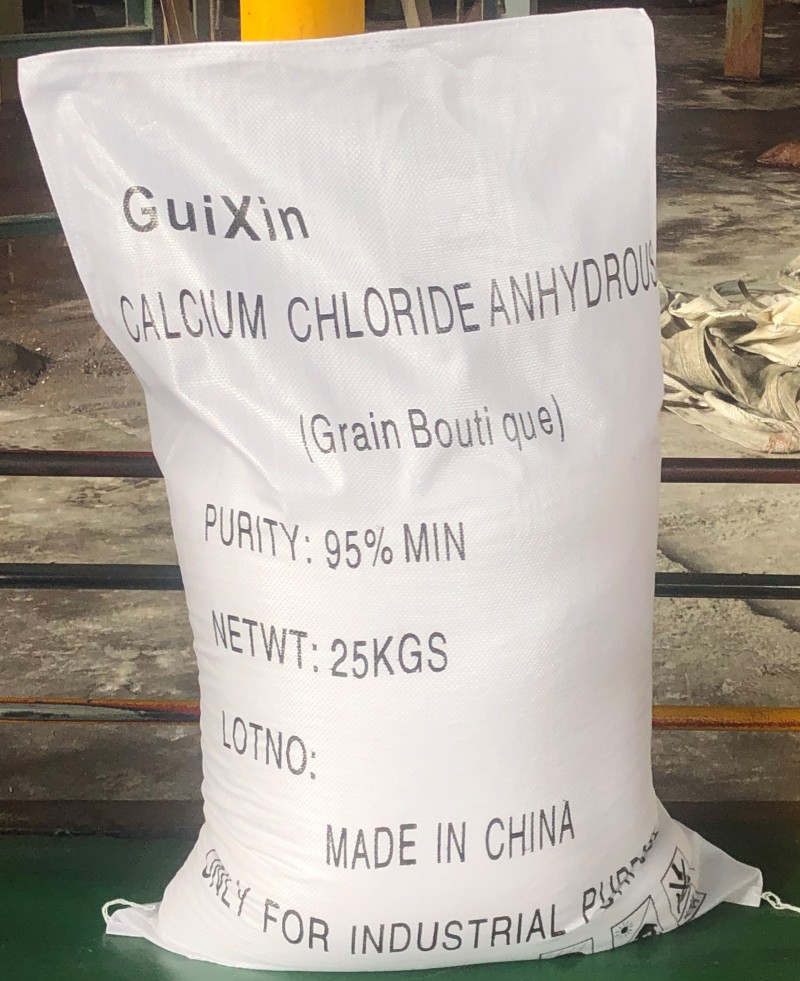 GuiXin
CALCIUM CHLORIDE ANHYDROUS
(Grain Bouti que)
PURITY: 95% MIN
NETWT: 25KGS
LOTNO:
MADE IN CHINA
ONLY FOR INDUSTRIAL